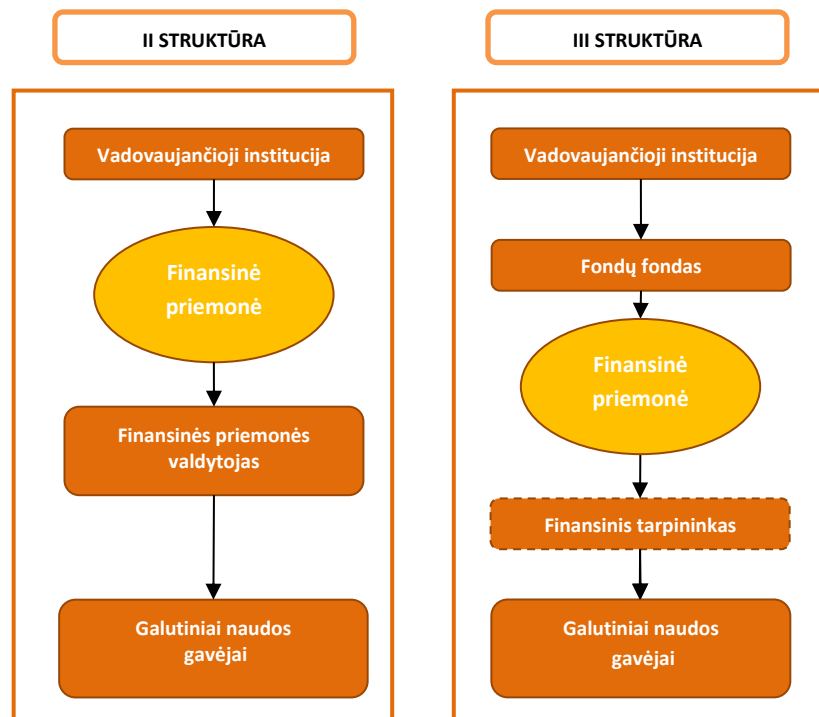 II STRUKTŪRA
Vadovaujančioji institucija
Finansinė
priemonė
Finansinės priemonės
valdytojas
Galutiniai naudos
gavėjai
III STRUKTŪRA
Vadovaujančioji institucija
Fondų fondas
Finansinė
priemonė
Finansinis tarpininkas
Galutiniai naudos
gavėjai